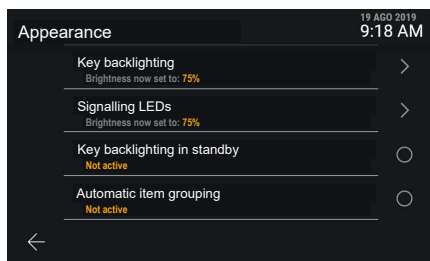 19 AGO 2019
Appearance
9:18 AM
Key backlighting
Brightness now set to: 75%
Signalling LEDs
Brightness now set to: 75%
Key backlighting in standby
Not active
Automatic item grouping
Not active